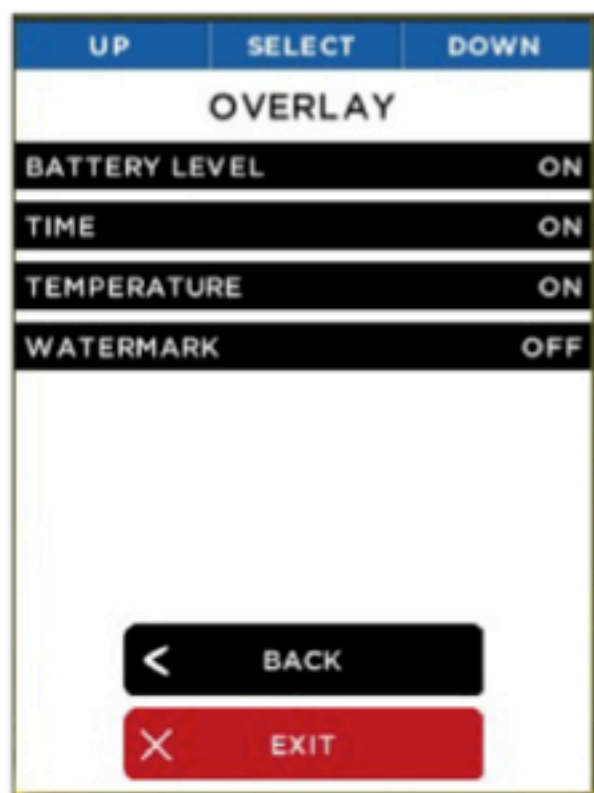 UP SELECT DOWN
OVERLAY
BATTERY LEVEL ON
TIME ON
TEMPERATURE ON
WATERMARK OFF
< BACK
X EXIT